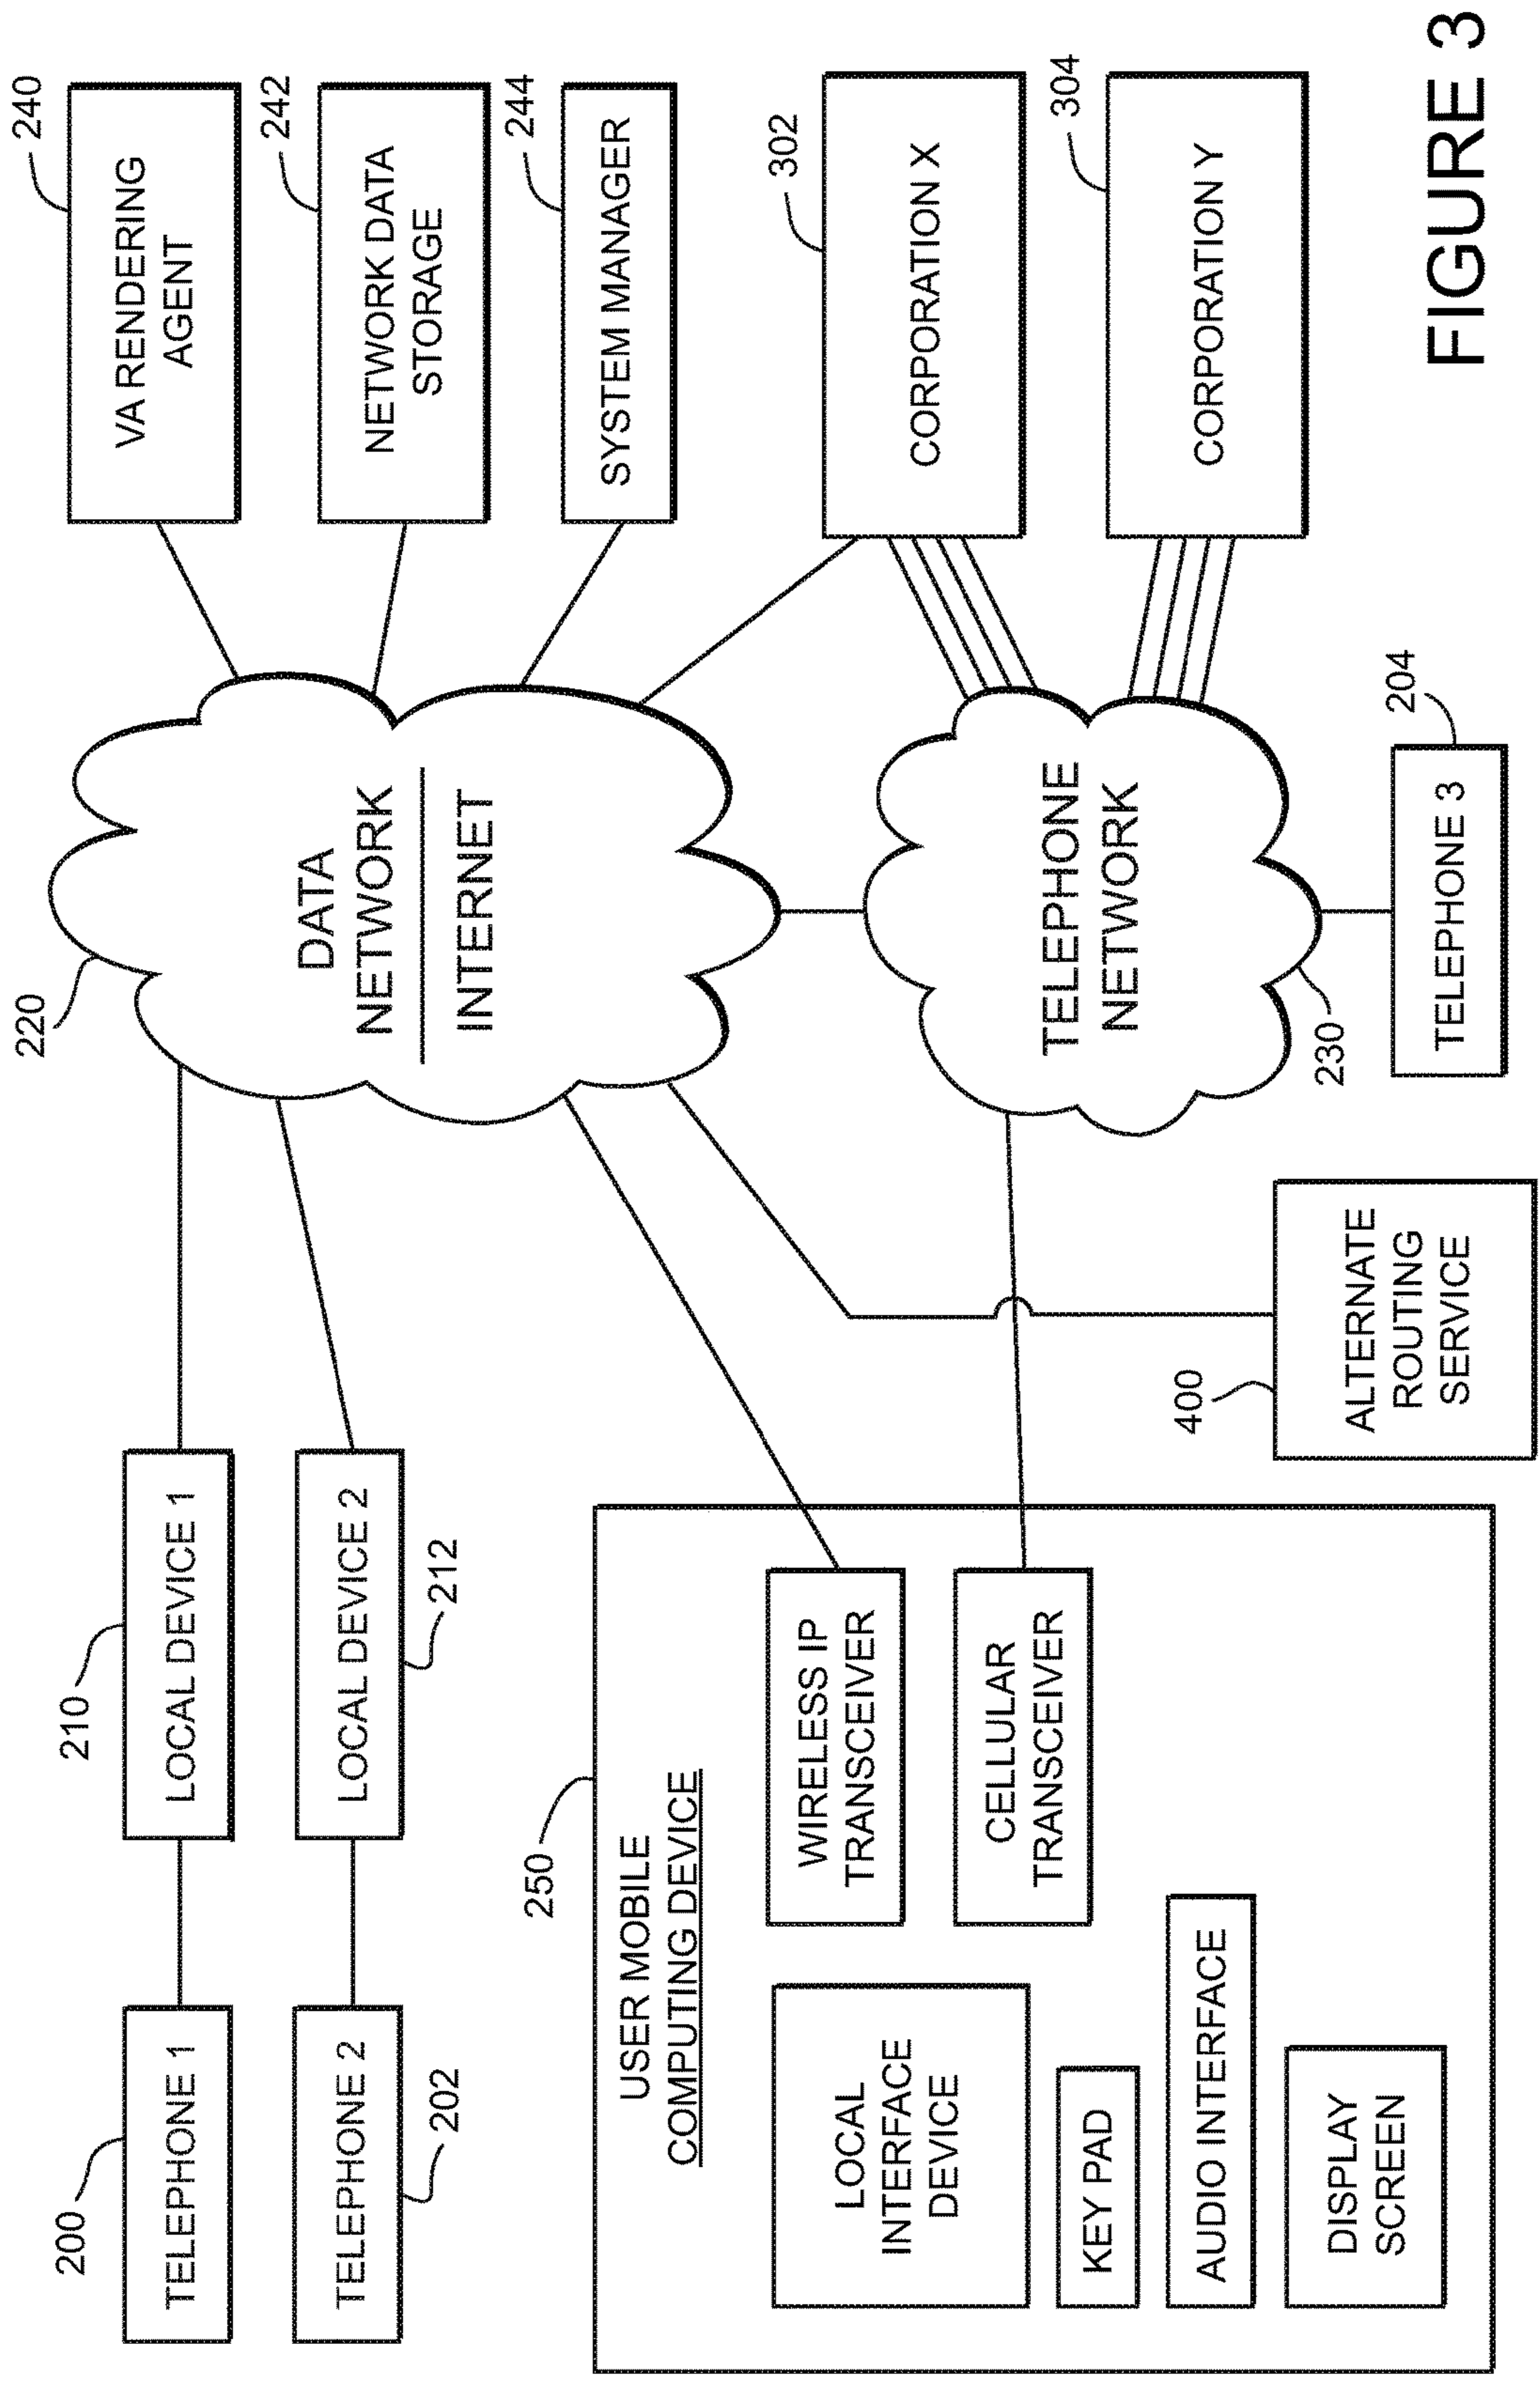 200
TELEPHONE 1
210
LOCAL DEVICE 1
220
240
VA RENDERING
AGENT
TELEPHONE 2
202
LOCAL DEVICE 2
212
DATA
NETWORK
INTERNET
242
NETWORK DATA
STORAGE
244
SYSTEM MANAGER
250
USER MOBILE
COMPUTING DEVICE
LOCAL
INTERFACE
DEVICE
WIRELESS IP
TRANSCEIVER
CELLULAR
TRANSCEIVER
KEY PAD
AUDIO INTERFACE
DISPLAY
SCREEN
302
CORPORATION X
304
CORPORATION Y
TELEPHONE
NETWORK
230
400
ALTERNATE
ROUTING
SERVICE
204
TELEPHONE 3
FIGURE 3